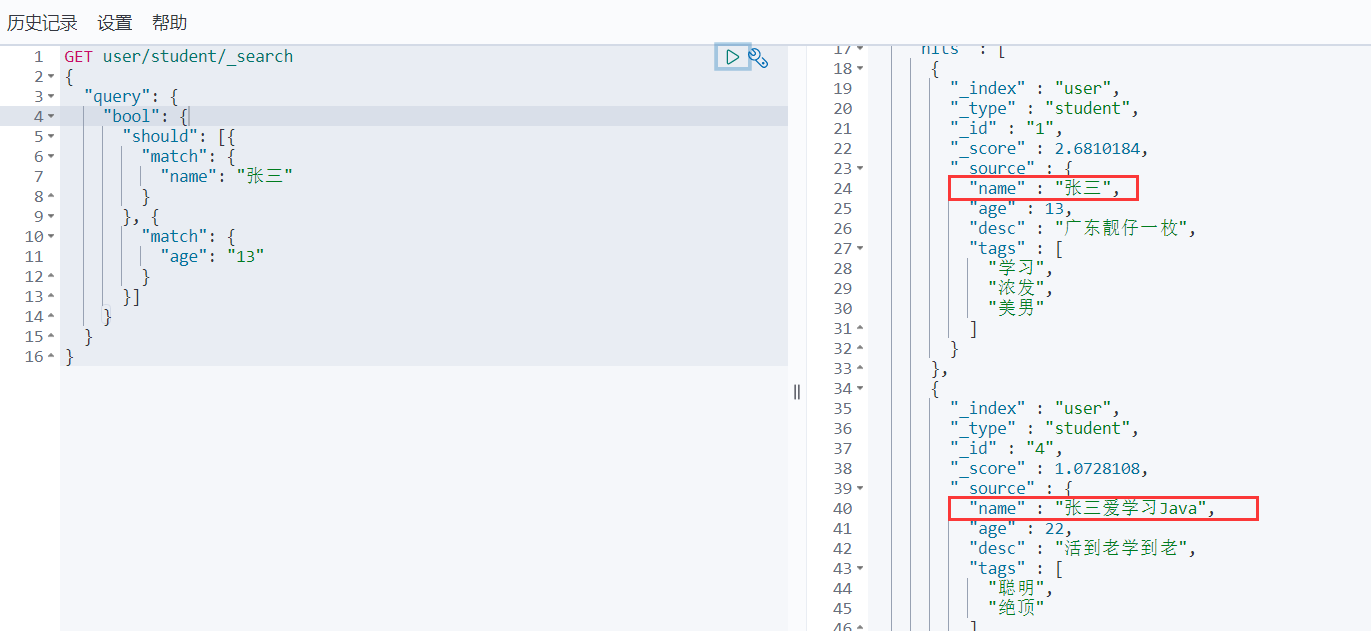 历史记录 设置 帮助
1 GET user/student/_search
2 {
3 "query": {
4 "bool": {
5 "should": [{
6 "match": {
7 "name": "张三"
8 }
9 }, {
10 "match": {
11 "age": "13"
12 }
13 }]
14 }
15 }
16 }
17 "hits" : [
18 {
19 "_index" : "user",
20 "_type" : "student",
21 "_id" : "1",
22 "_score" : 2.6810184,
23 "_source" : {
24 "name" : "张三",
25 "age" : 13,
26 "desc" : "广东靓仔一枚",
27 "tags" : [
28 "学习",
29 "浓发",
30 "美男"
31 ]
32 }
33 },
34 {
35 "_index" : "user",
36 "_type" : "student",
37 "_id" : "4",
38 "_score" : 1.0728108,
39 "_source" : {
40 "name" : "张三爱学习Java",
41 "age" : 22,
42 "desc" : "活到老学到老",
43 "tags" : [
44 "聪明",
45 "绝顶"
46 ]